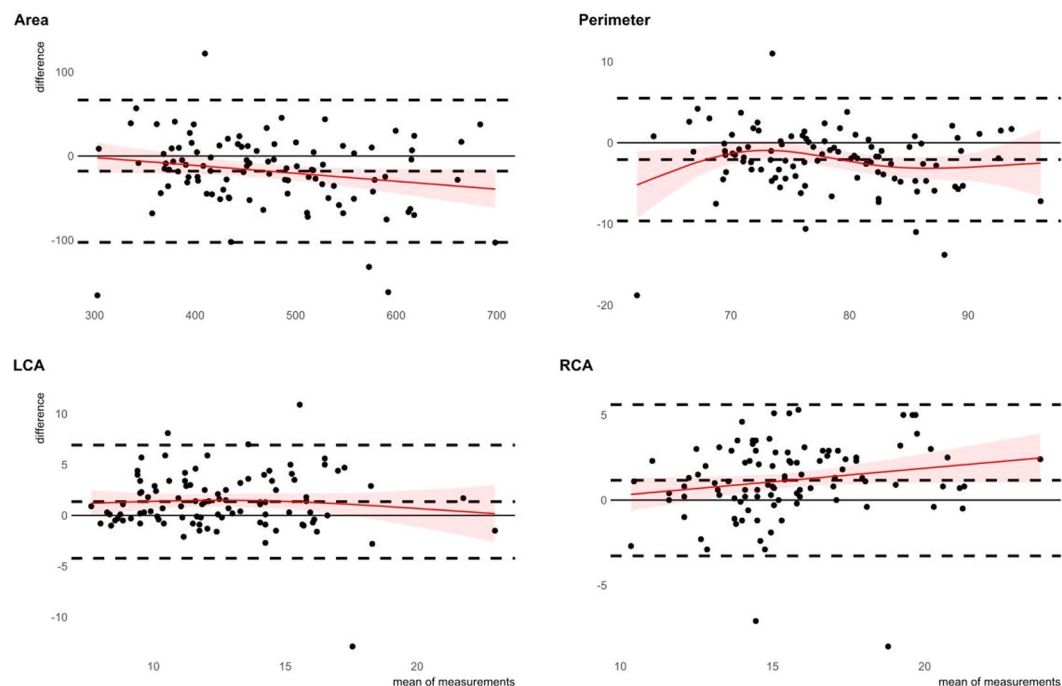 Area
Perimeter
difference
100
0
-100
300 400 500 600 700
10
0
-10
-20
70 80 90
LCA
RCA
difference
10
5
0
-5
-10
10 15 20
mean of measurements
5
0
-5
10 15 20
mean of measurements